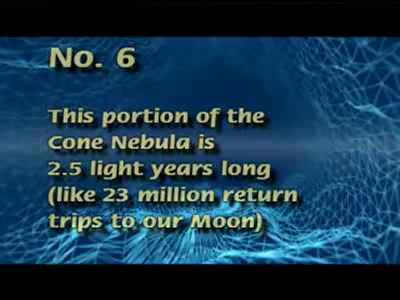 No. 6
This portion of the
Cone Nebula is
2.5 light years long
(like 23 million return
trips to our Moon)